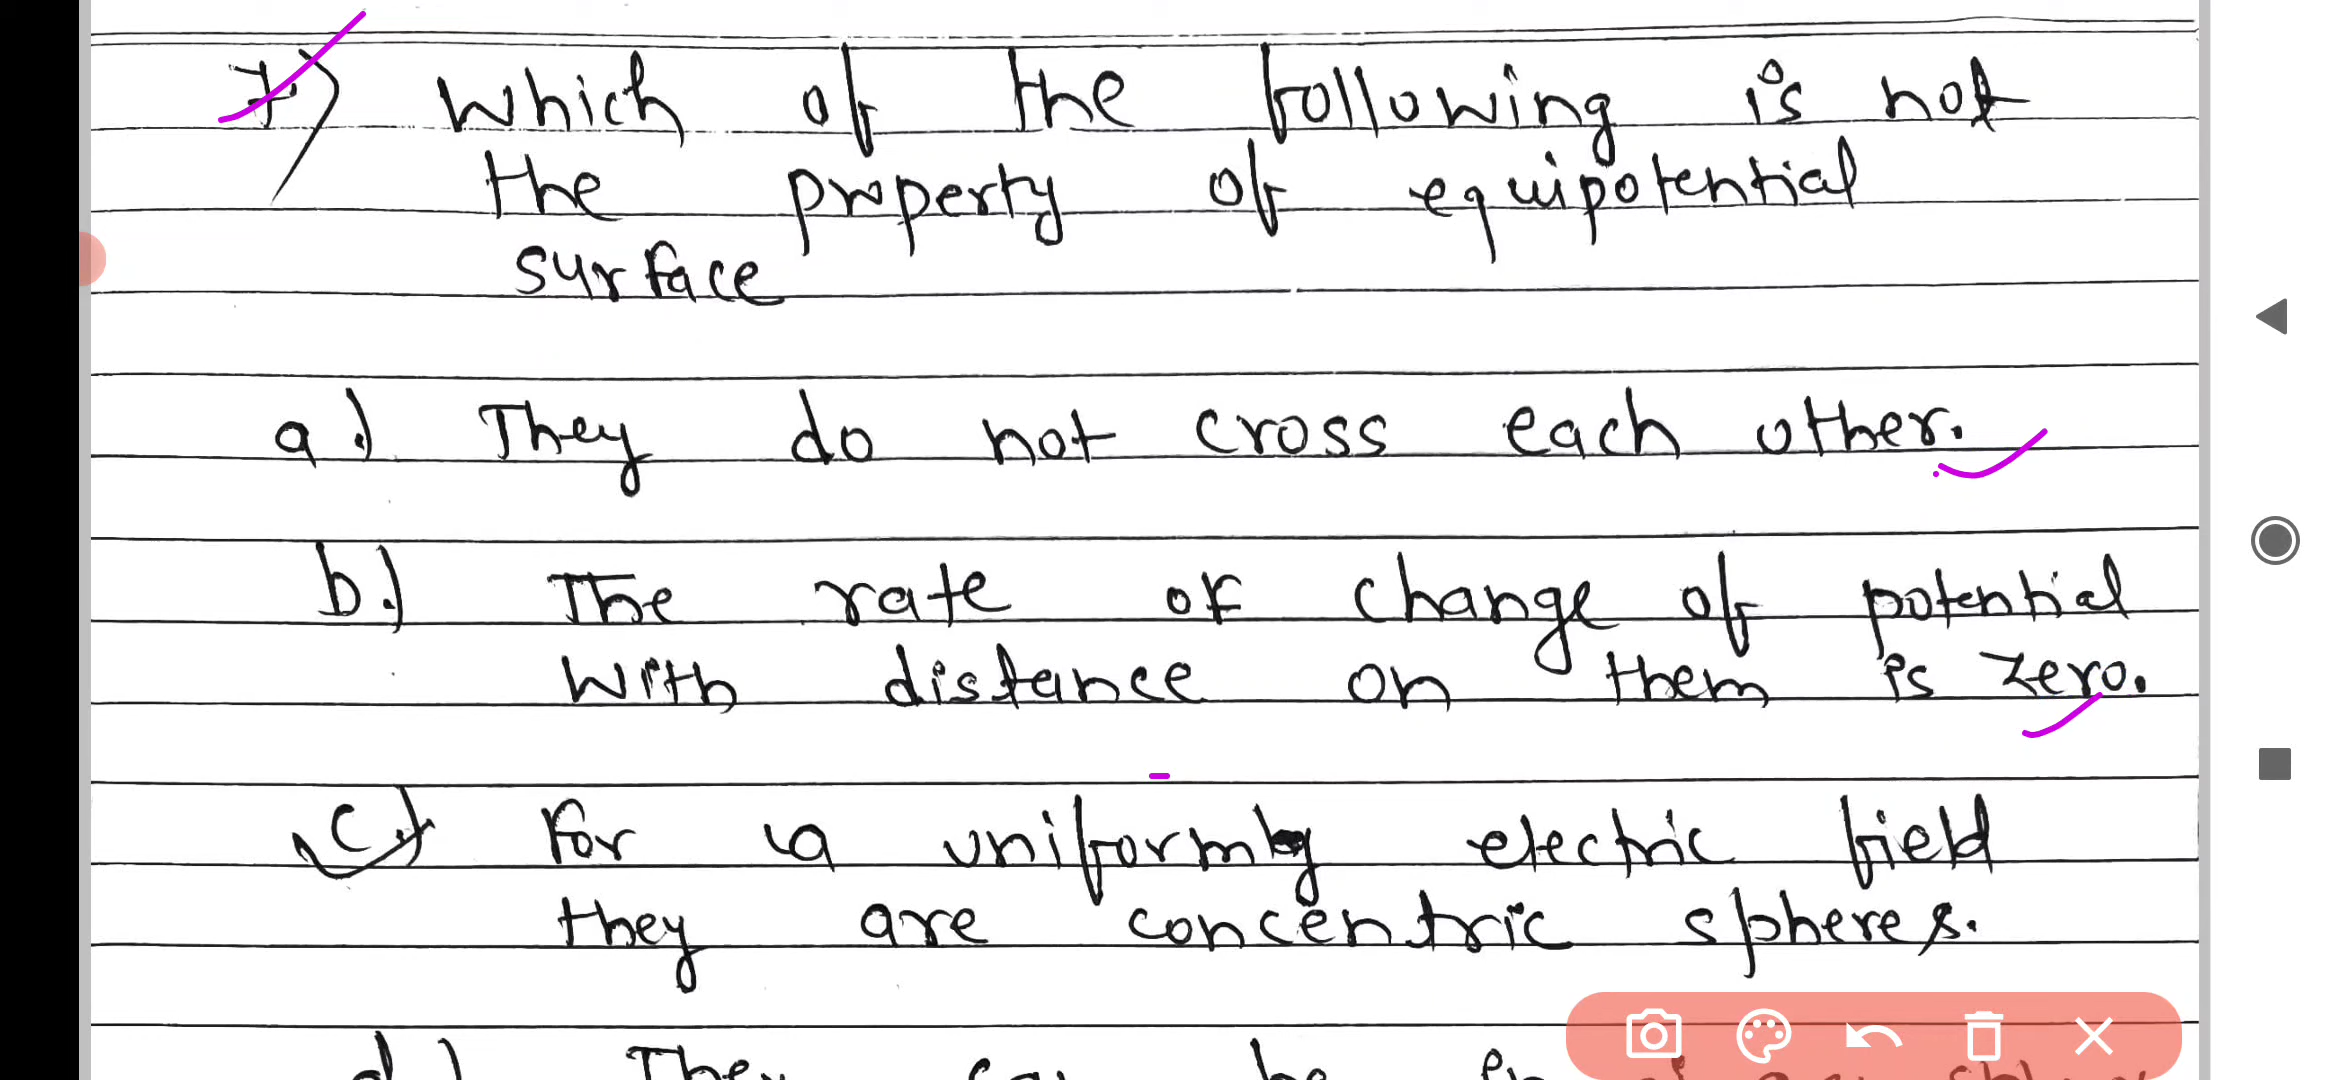 7) Which of the following is not
the property of equipotential
surface
a.) They do not cross each other.
b.) The rate of change of potential
with distance on them is zero.
c.) For a uniformly electric field
they are concentric spheres.
d.) They can be